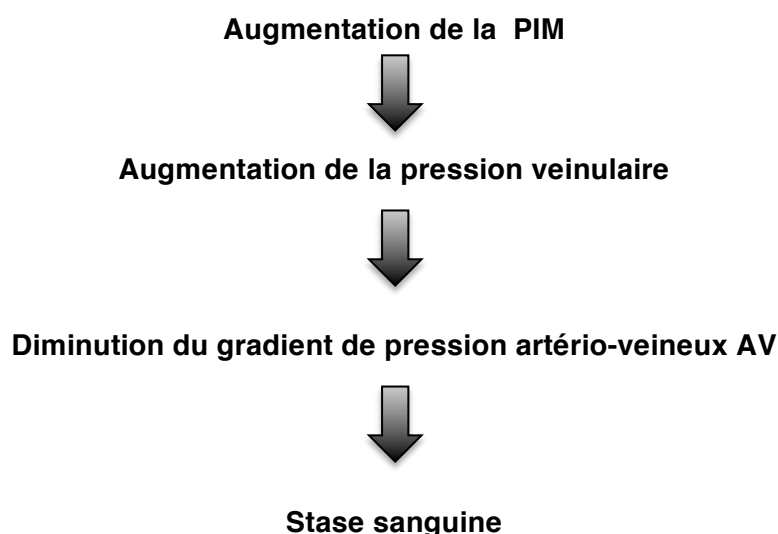 Augmentation de la PIM
Augmentation de la pression veinulaire
Diminution du gradient de pression artério-veineux AV
Stase sanguine